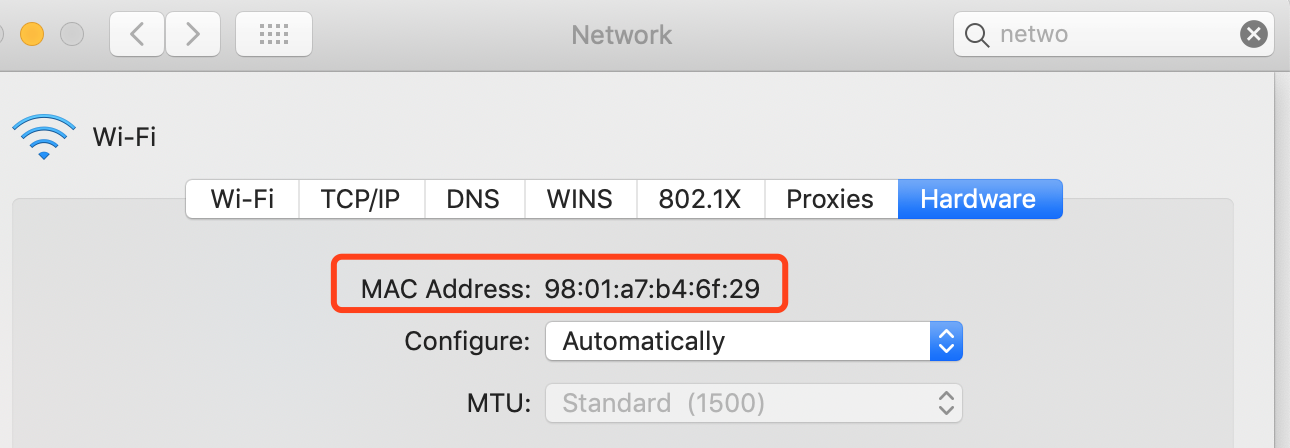 Network
netwo
Wi-Fi
Wi-Fi TCP/IP DNS WINS 802.1X Proxies Hardware
MAC Address: 98:01:a7:b4:6f:29
Configure: Automatically
MTU: Standard (1500)